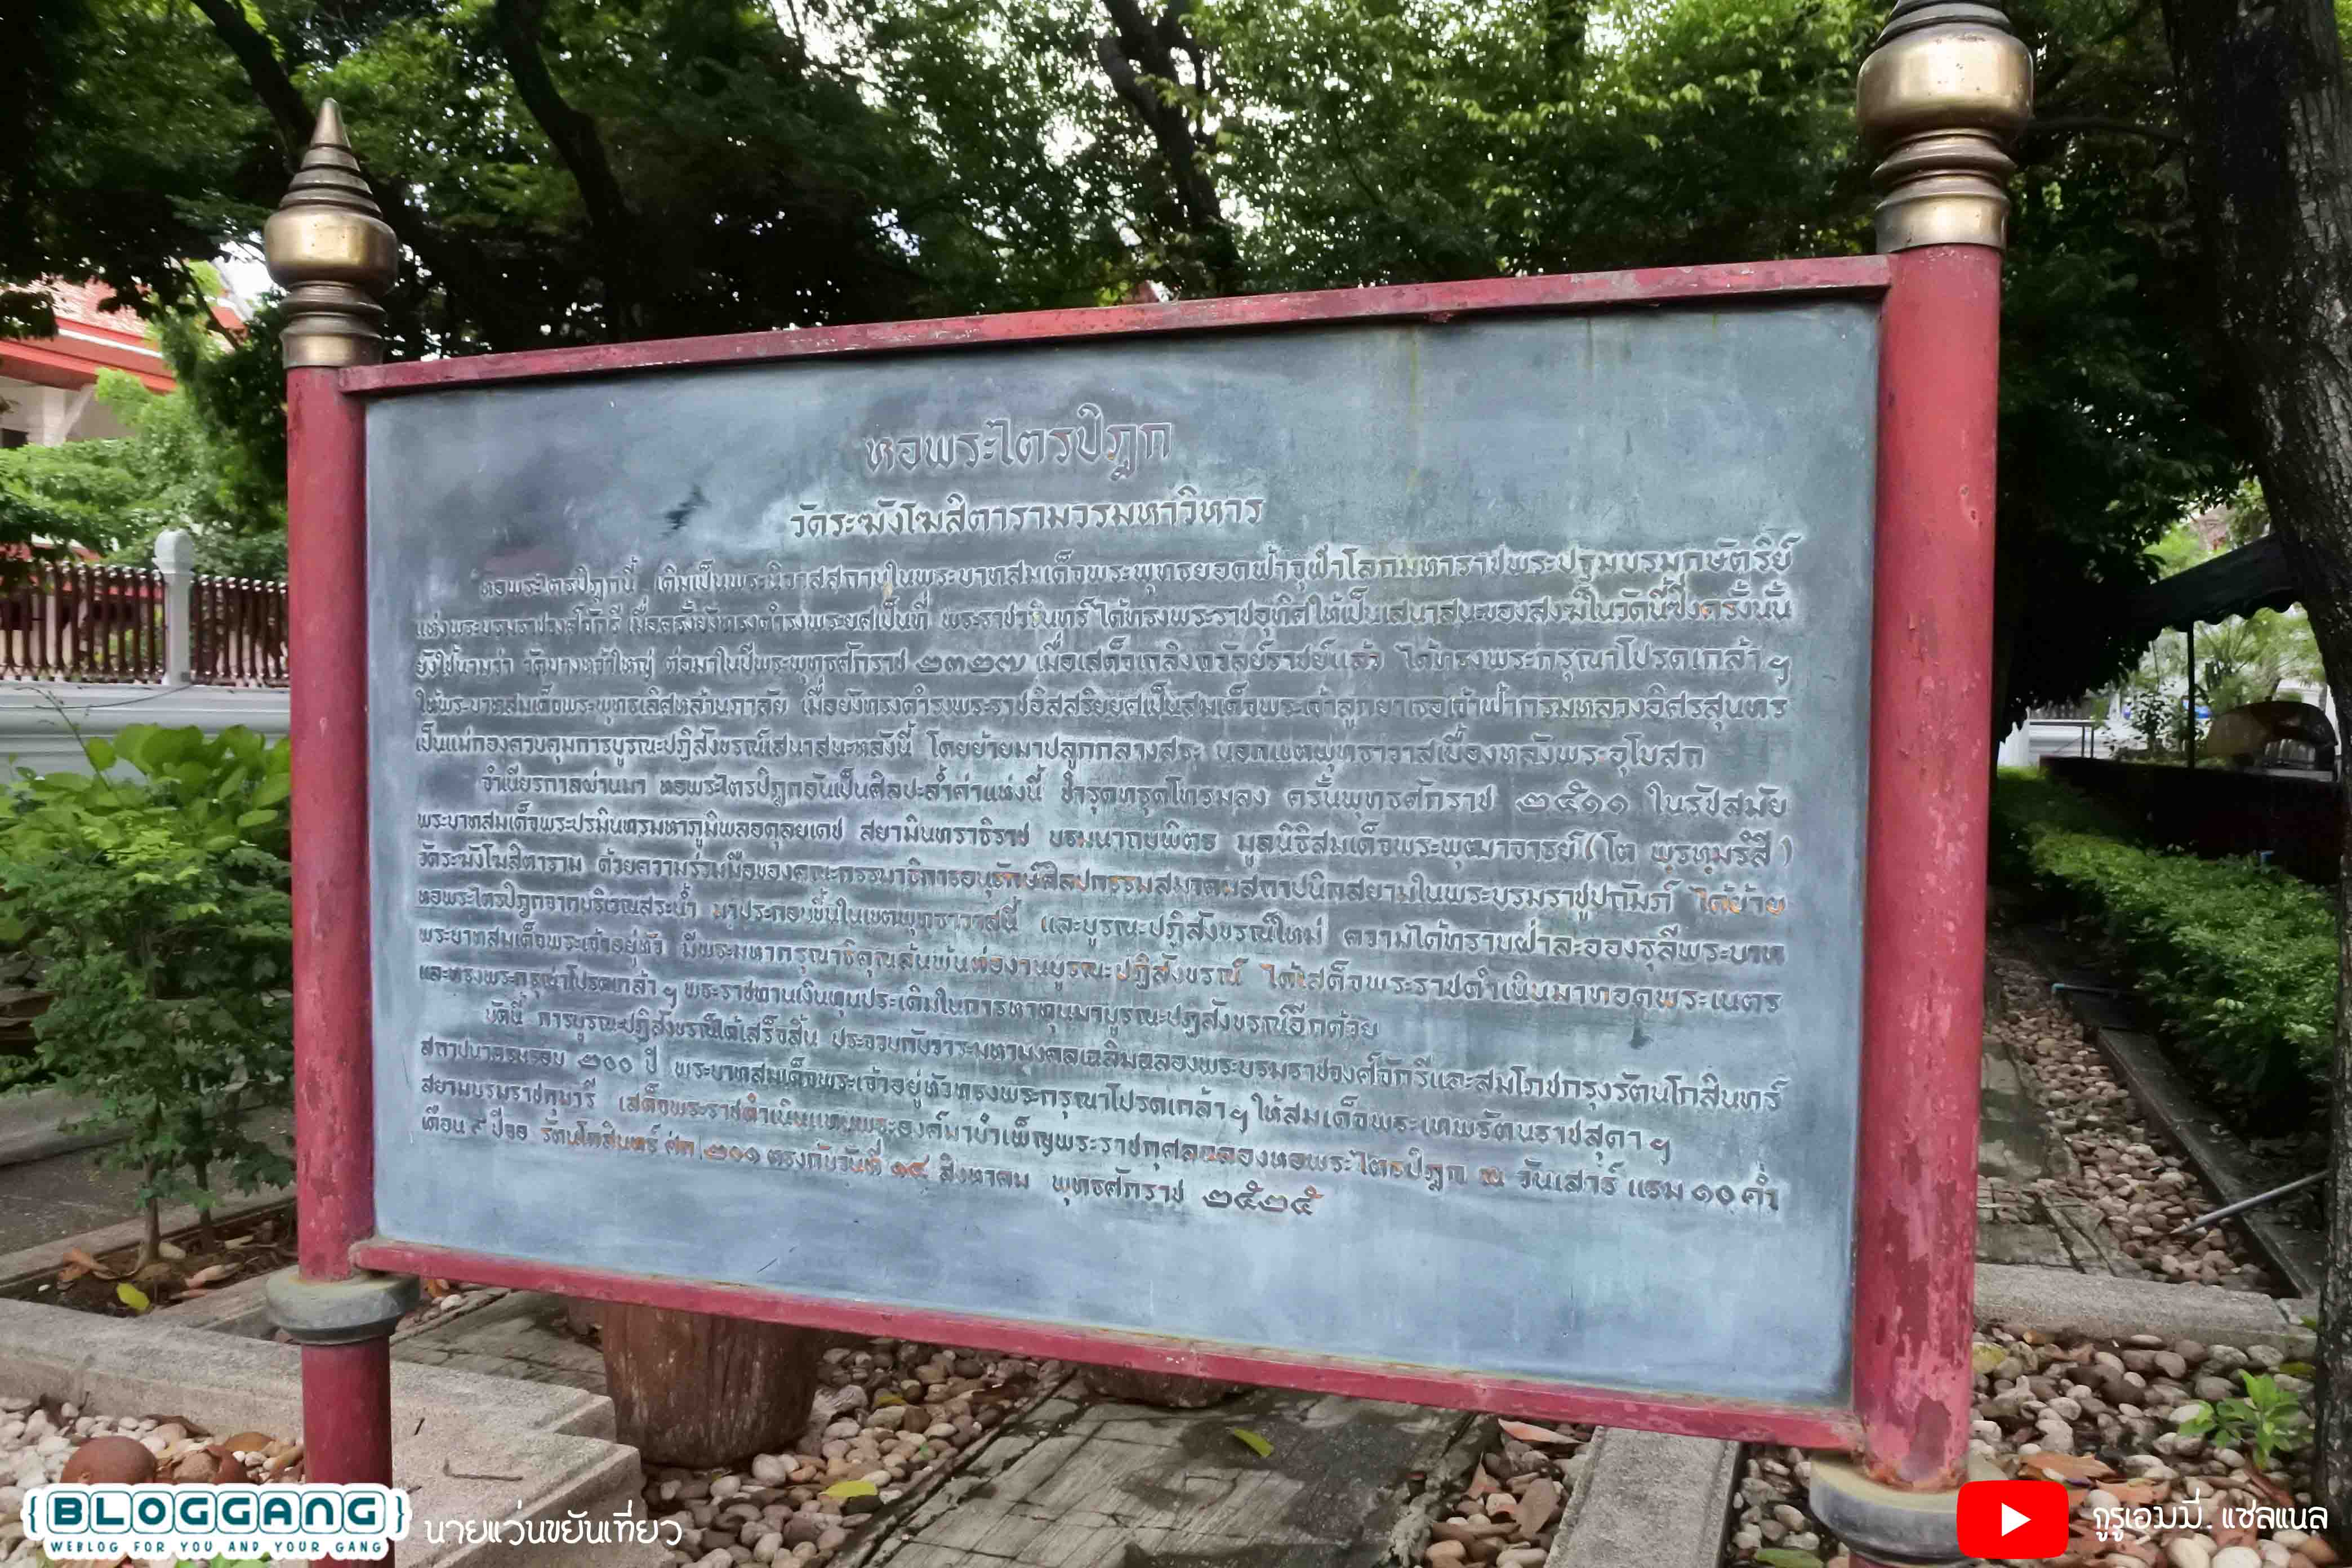 หอพระไตรปิฎก
วัดระฆังโฆสิตารามวรมหาวิหาร
หอพระไตรปิฎกนี้ เดิมเป็นพระนิวาสสถานในพระบาทสมเด็จพระพุทธยอดฟ้าจุฬาโลกมหาราชพระปฐมบรมกษัตริย์
แห่งพระบรมราชวงศ์จักรี เมื่อครั้งยังทรงดำรงพระยศเป็นที่ พระราชวรินทร์ ได้ทรงพระราชอุทิศให้เป็นเสนาสนะของสงฆ์ในวัดนี้ซึ่งครั้งนั้น
ยังใช้นามว่า วัดบางหว้าใหญ่ ต่อมาในปีพระพุทธศักราช ๒๓๒๗ เมื่อเสด็จเถลิงถวัลย์ราชย์แล้ว ได้ทรงพระกรุณาโปรดเกล้า ฯ
ให้พระบาทสมเด็จพระพุทธเลิศหล้านภาลัย เมื่อยังทรงดำรงพระราชอิสสริยยศเป็นสมเด็จพระเจ้าลูกยาเธอเจ้าฟ้ากรมหลวงอิศรสุนทร
เป็นแม่กองควบคุมการบูรณะปฏิสังขรณ์เสนาสนะหลังนี้ โดยย้ายมาปลูกกลางสระ นอกเขตพุทธาวาสเบื้องหลังพระอุโบสถ
จำเนียรกาลผ่านมา หอพระไตรปิฎกอันเป็นศิลปะล้ำค่าแห่งนี้ ชำรุดทรุดโทรมลง ครั้นพุทธศักราช ๒๕๑๑ ในรัชสมัย
พระบาทสมเด็จพระปรมินทรมหาภูมิพลอดุลยเดช สยามินทราธิราช บรมนาถบพิตร มูลนิธิสมเด็จพระพุฒาจารย์ (โต พฺรหฺมรํสี)
วัดระฆังโฆสิตาราม ด้วยความร่วมมือของคณะกรรมาธิการอนุรักษ์ศิลปกรรมสมาคมสถาปนิกสยามในพระบรมราชูปถัมภ์ ได้ย้าย
หอพระไตรปิฎกจากบริเวณสระน้ำ มาประกอบขึ้นในเขตพุทธาวาสนี้ และบูรณะปฏิสังขรณ์ใหม่ ความได้ทราบฝ่าละอองธุลีพระบาท
พระบาทสมเด็จพระเจ้าอยู่หัว มีพระมหากรุณาธิคุณล้นพ้นต่องานบูรณะปฏิสังขรณ์ ได้เสด็จพระราชดำเนินมาทอดพระเนตร
และทรงพระกรุณาโปรดเกล้า ฯ พระราชทานเงินทุนประเดิมในการหาทุนมาบูรณะปฏิสังขรณ์อีกด้วย
บัดนี้ การบูรณะปฏิสังขรณ์ได้เสร็จสิ้น ประจวบกับวาระมหามงคลเฉลิมฉลองพระบรมราชวงศ์จักรีและสมโภชกรุงรัตนโกสินทร์
สถาปนาครบรอบ ๒๐๐ ปี พระบาทสมเด็จพระเจ้าอยู่หัวทรงพระกรุณาโปรดเกล้า ฯ ให้สมเด็จพระเทพรัตนราชสุดา ฯ
สยามบรมราชกุมารี เสด็จพระราชดำเนินแทนพระองค์มาบำเพ็ญพระราชกุศลฉลองหอพระไตรปิฎก ณ วันเสาร์ แรม ๑๐ ค่ำ
เดือน ๙ ปีจอ รัตนโกสินทร์ ศก ๒๐๑ ตรงกับวันที่ ๑๔ สิงหาคม พุทธศักราช ๒๕๒๕
{BLOGGANG}
WEBLOG FOR YOU AND YOUR GANG
นายแว่นขยันเที่ยว
กูรูเอมมี่ แชลแนล